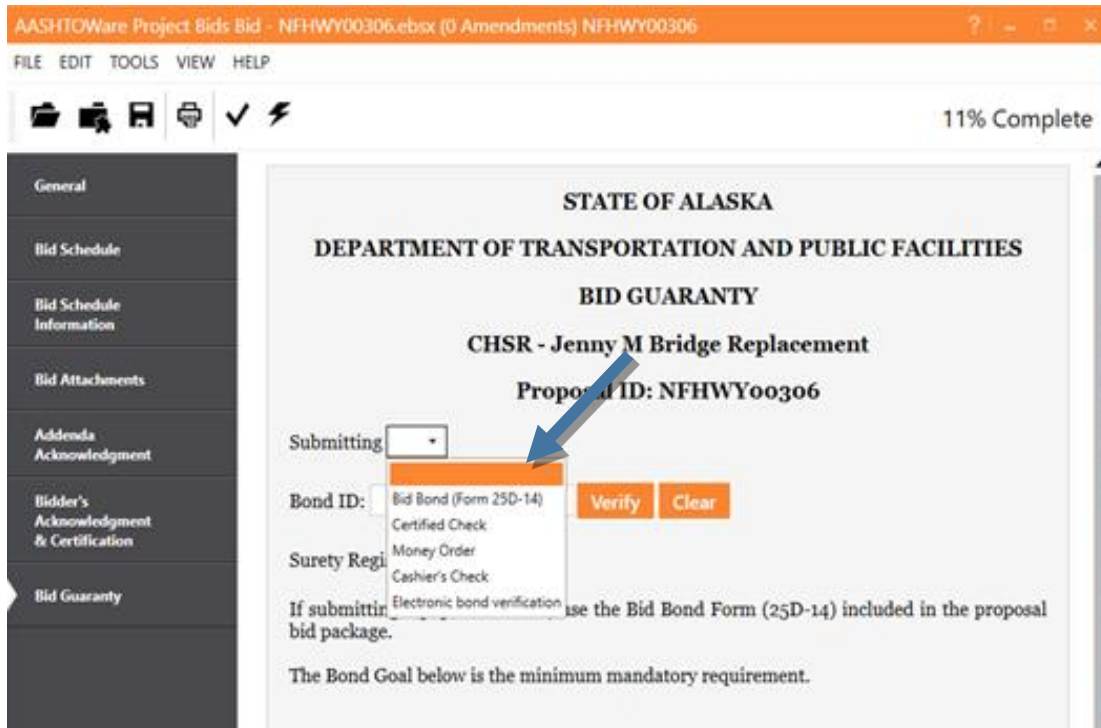 AASHTOWare Project Bids Bid - NFHWY00306.ebsx (0 Amendments) NFHWY00306
FILE EDIT TOOLS VIEW HELP
11% Complete
General
Bid Schedule
Bid Schedule
Information
Bid Attachments
Addenda
Acknowledgment
Bidder's
Acknowledgment
& Certification
Bid Guaranty
STATE OF ALASKA
DEPARTMENT OF TRANSPORTATION AND PUBLIC FACILITIES
BID GUARANTY
CHSR - Jenny M Bridge Replacement
Proposal ID: NFHWY00306
Submitting
Bond ID:
Bid Bond (Form 25D-14)
Certified Check
Money Order
Cashier's Check
Electronic bond verification
Verify Clear
Surety Regi
If submittin use the Bid Bond Form (25D-14) included in the proposal
bid package.
The Bond Goal below is the minimum mandatory requirement.